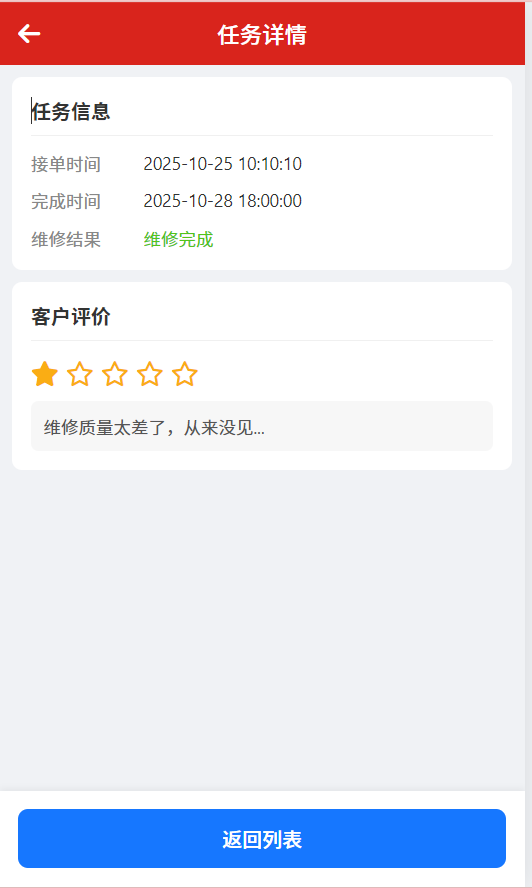 任务详情
任务信息
接单时间 2025-10-25 10:10:10
完成时间 2025-10-28 18:00:00
维修结果 维修完成
客户评价
维修质量太差了，从来没见...
返回列表